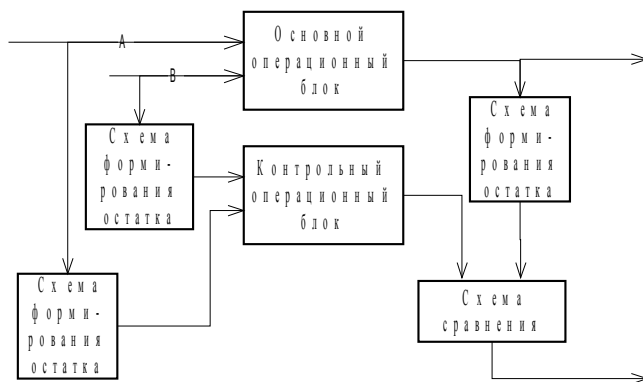 Основной
операционный
блок
A
B
Схема
форми-
рования
остатка
Схема
форми-
рования
остатка
Контрольный
операционный
блок
Схема
форми-
рования
остатка
Схема
сравнения